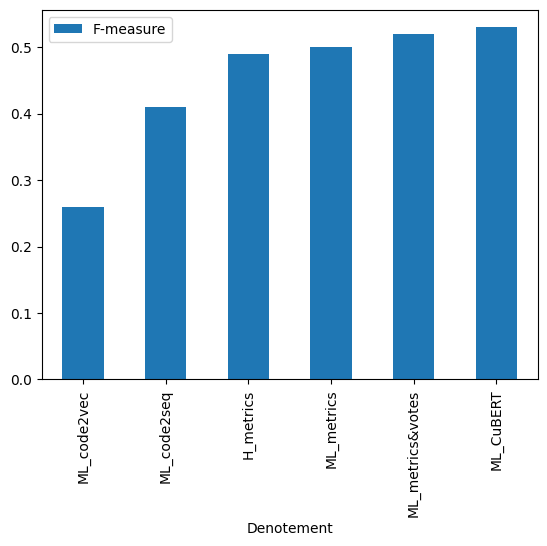 F-measure
0.5
0.4
0.3
0.2
0.1
0.0
ML_code2vec
ML_code2seq
H_metrics
ML_metrics
ML_metrics&votes
ML_CuBERT
Denotement